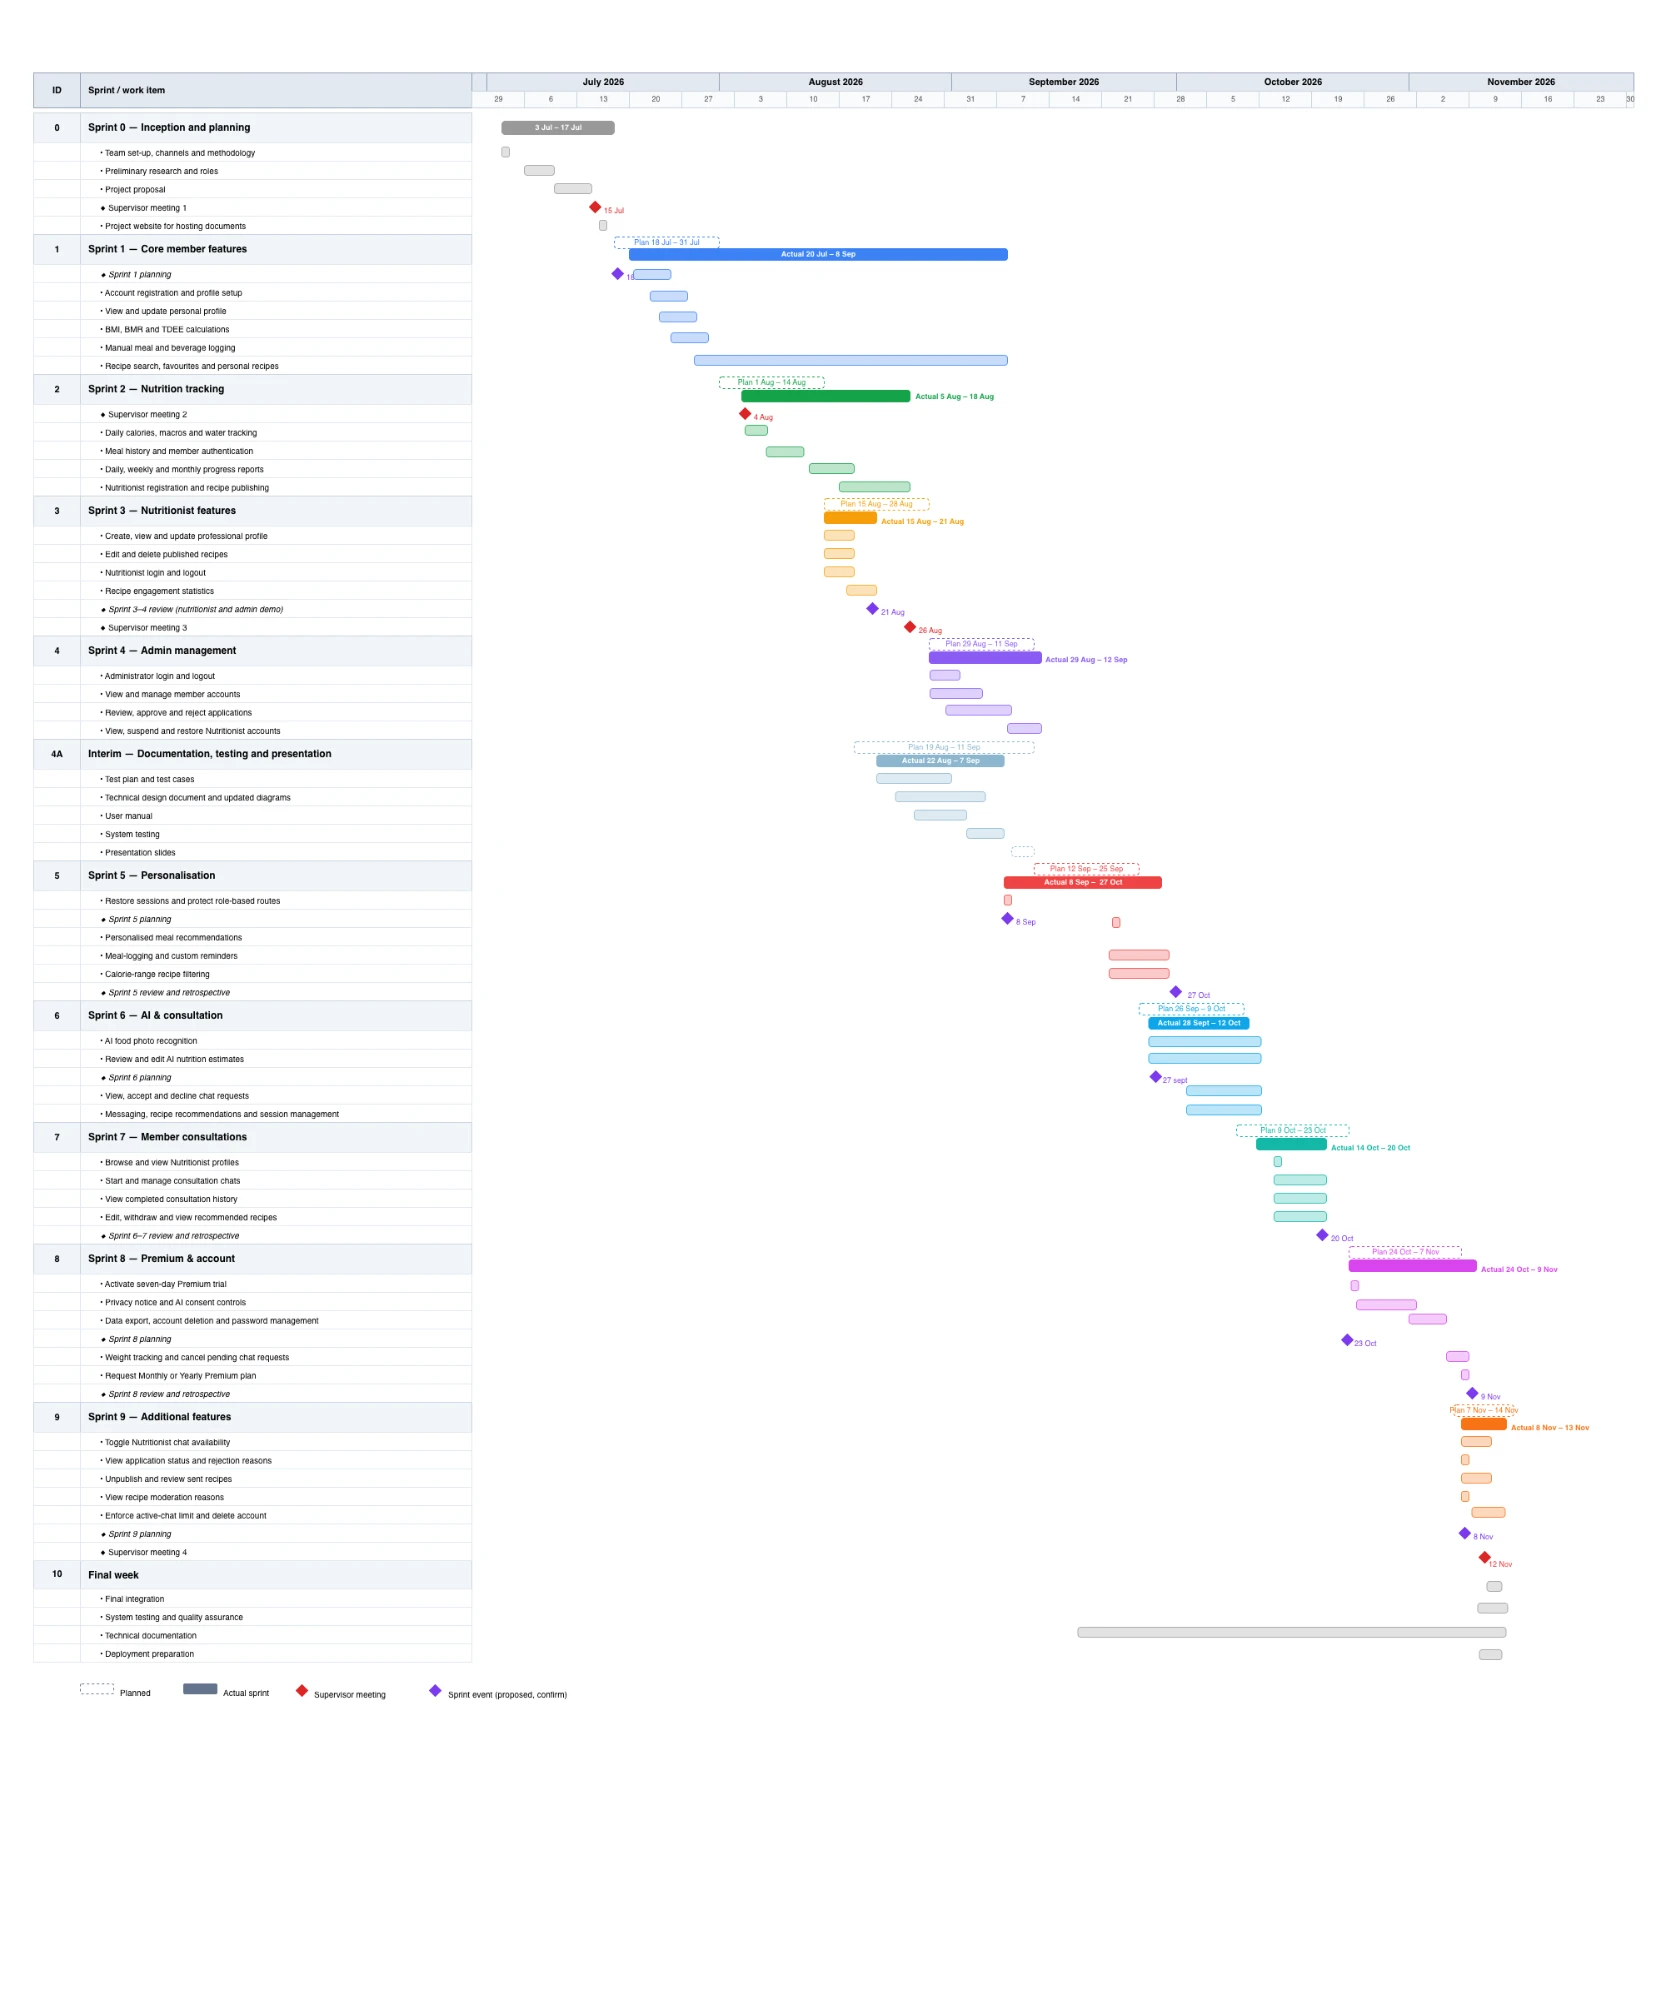 ID Sprint / work item July 2026 August 2026 September 2026 October 2026 November 2026
29 6 13 20 27 3 10 17 24 31 7 14 21 28 5 12 19 26 2 9 16 23 30
0 Sprint 0 — Inception and planning 3 Jul – 17 Jul
• Team set-up, channels and methodology
• Preliminary research and roles
• Project proposal
◆ Supervisor meeting 1 15 Jul
• Project website for hosting documents
Plan 18 Jul – 31 Jul
1 Sprint 1 — Core member features Actual 20 Jul – 8 Sep
◆ Sprint 1 planning 18
• Account registration and profile setup
• View and update personal profile
• BMI, BMR and TDEE calculations
• Manual meal and beverage logging
• Recipe search, favourites and personal recipes
Plan 1 Aug – 14 Aug
2 Sprint 2 — Nutrition tracking Actual 5 Aug – 18 Aug
◆ Supervisor meeting 2 4 Aug
• Daily calories, macros and water tracking
• Meal history and member authentication
• Daily, weekly and monthly progress reports
• Nutritionist registration and recipe publishing
Plan 15 Aug – 28 Aug
3 Sprint 3 — Nutritionist features Actual 15 Aug – 21 Aug
• Create, view and update professional profile
• Edit and delete published recipes
• Nutritionist login and logout
• Recipe engagement statistics
◆ Sprint 3–4 review (nutritionist and admin demo) 21 Aug
◆ Supervisor meeting 3 26 Aug
Plan 29 Aug – 11 Sep
4 Sprint 4 — Admin management Actual 29 Aug – 12 Sep
• Administrator login and logout
• View and manage member accounts
• Review, approve and reject applications
• View, suspend and restore Nutritionist accounts
Plan 19 Aug – 11 Sep
4A Interim — Documentation, testing and presentation Actual 22 Aug – 7 Sep
• Test plan and test cases
• Technical design document and updated diagrams
• User manual
• System testing
• Presentation slides
Plan 12 Sep – 25 Sep
5 Sprint 5 — Personalisation Actual 8 Sep – 27 Oct
• Restore sessions and protect role-based routes
◆ Sprint 5 planning 8 Sep
• Personalised meal recommendations
• Meal-logging and custom reminders
• Calorie-range recipe filtering
◆ Sprint 5 review and retrospective 27 Oct
Plan 26 Sep – 9 Oct
6 Sprint 6 — AI & consultation Actual 28 Sept – 12 Oct
• AI food photo recognition
• Review and edit AI nutrition estimates
◆ Sprint 6 planning 27 sept
• View, accept and decline chat requests
• Messaging, recipe recommendations and session management
Plan 9 Oct – 23 Oct
7 Sprint 7 — Member consultations Actual 14 Oct – 20 Oct
• Browse and view Nutritionist profiles
• Start and manage consultation chats
• View completed consultation history
• Edit, withdraw and view recommended recipes
◆ Sprint 6–7 review and retrospective 20 Oct
Plan 24 Oct – 7 Nov
8 Sprint 8 — Premium & account Actual 24 Oct – 9 Nov
• Activate seven-day Premium trial
• Privacy notice and AI consent controls
• Data export, account deletion and password management
◆ Sprint 8 planning 23 Oct
• Weight tracking and cancel pending chat requests
• Request Monthly or Yearly Premium plan
◆ Sprint 8 review and retrospective 9 Nov
Plan 7 Nov – 14 Nov
9 Sprint 9 — Additional features Actual 8 Nov – 13 Nov
• Toggle Nutritionist chat availability
• View application status and rejection reasons
• Unpublish and review sent recipes
• View recipe moderation reasons
• Enforce active-chat limit and delete account
◆ Sprint 9 planning 8 Nov
◆ Supervisor meeting 4 12 Nov
10 Final week
• Final integration
• System testing and quality assurance
• Technical documentation
• Deployment preparation
Planned Actual sprint Supervisor meeting Sprint event (proposed, confirm)